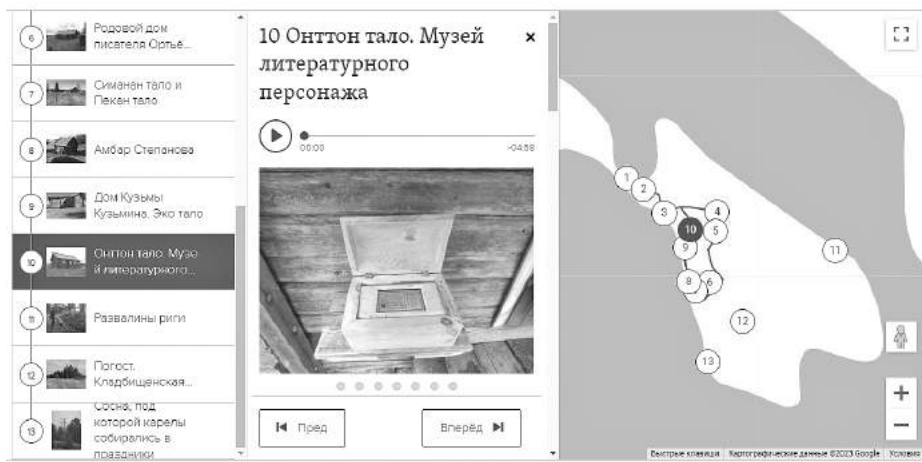 6
Родовой дом
писателя Ортьё...
7
Симанан тало и
Пекан тало
8
Амбар Степанова
9
Дом Кузьмы
Кузьмина. Эко тало
10
Онттон тало. Музе
й литературного...
11
Развалины риги
12
Погост.
Кладбищенская...
13
Сосна, под
которой карелы
собирались в
праздники
10 Онттон тало. Музей
литературного
персонажа
×
00:00
-04:58
Пред
Вперёд
1
2
3
4
10
5
9
11
8
6
12
13
+
−
Быстрые клавиши
Картографические данные ©2023 Google
Условия